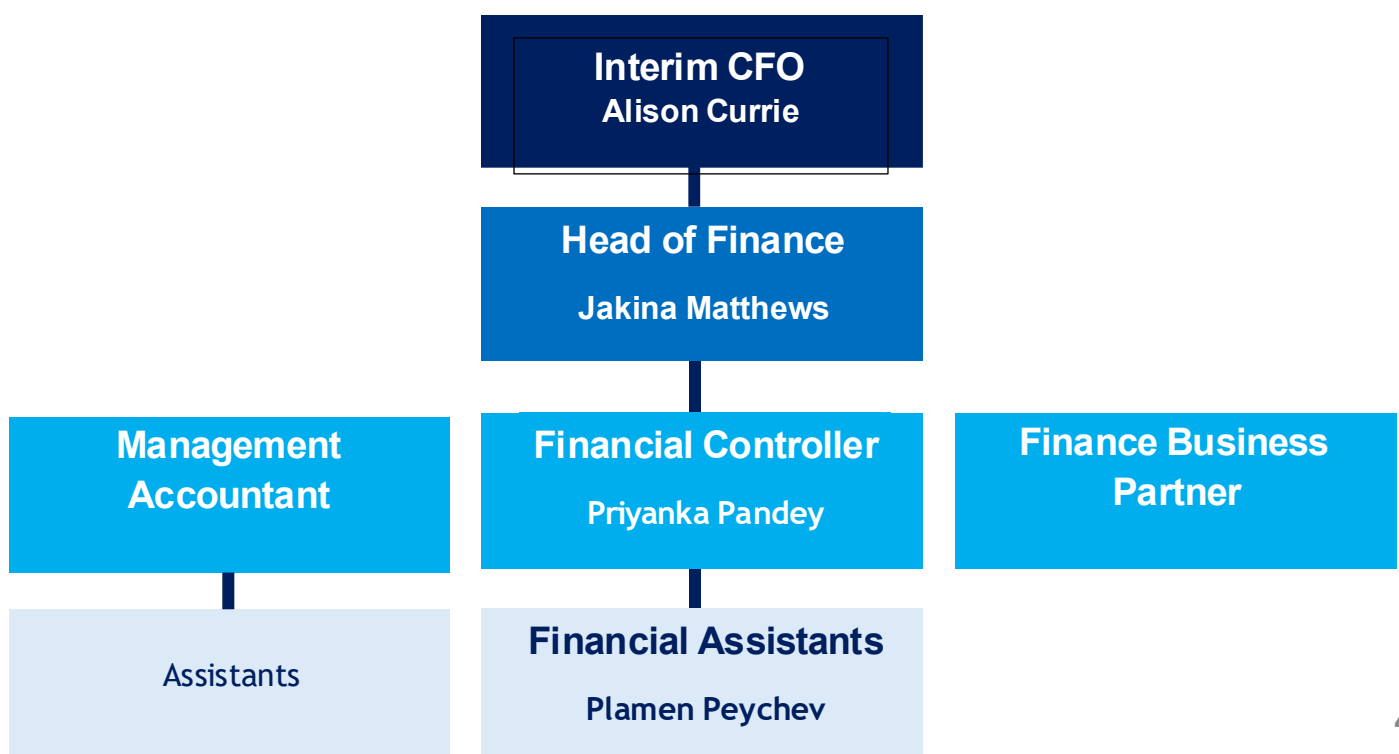 Interim CFO
Alison Currie
Head of Finance
Jakina Matthews
Management
Accountant
Financial Controller
Priyanka Pandey
Finance Business
Partner
Assistants
Financial Assistants
Plamen Peychev